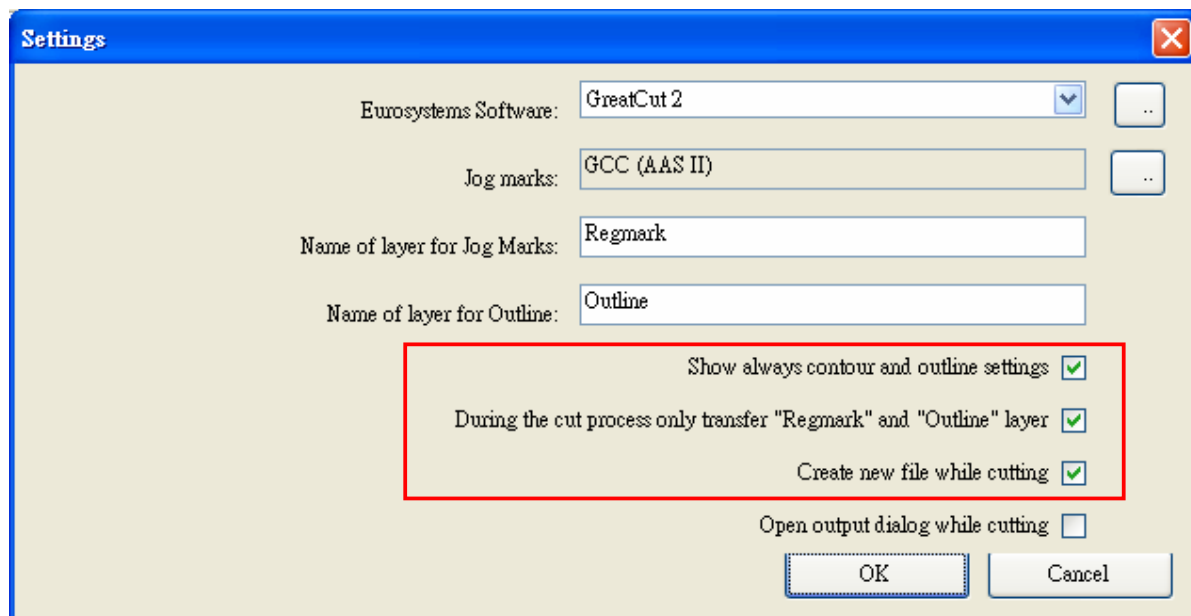 Settings
Eurosystems Software: GreatCut 2 ..
Jog marks: GCC (AAS II) ..
Name of layer for Jog Marks: Regmark
Name of layer for Outline: Outline
Show always contour and outline settings
During the cut process only transfer "Regmark" and "Outline" layer
Create new file while cutting
Open output dialog while cutting
OK Cancel